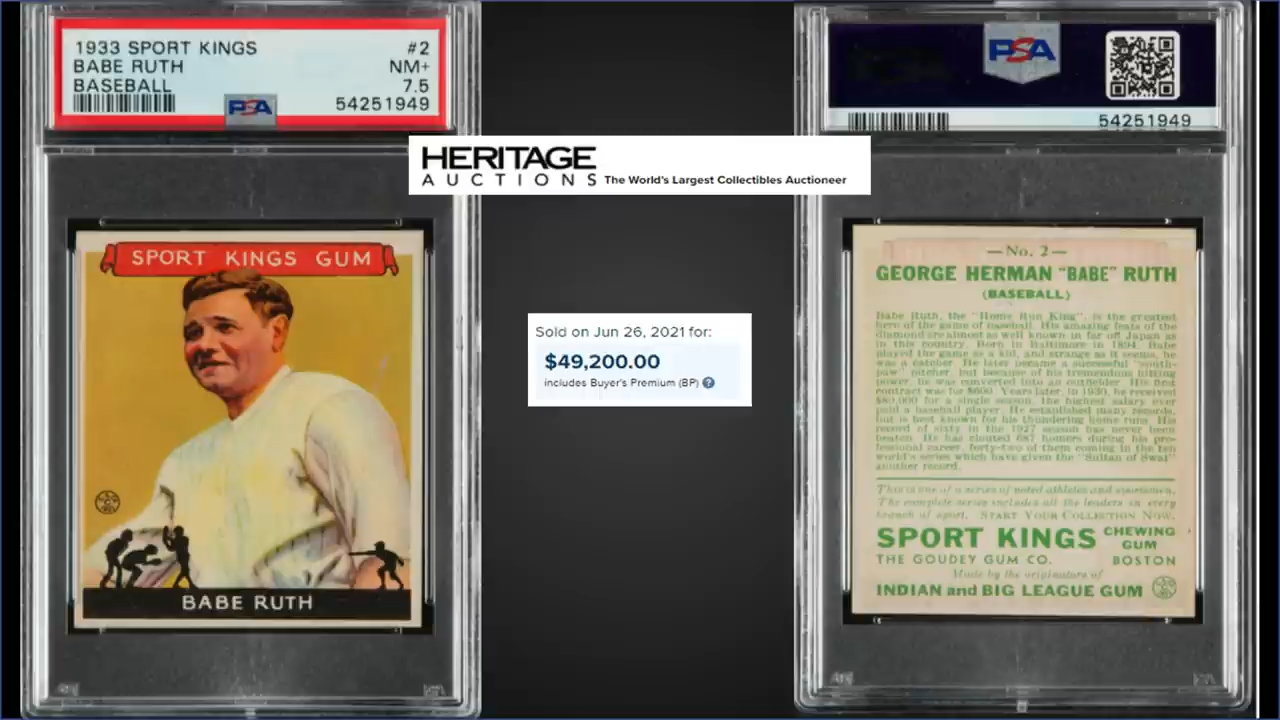 1933 SPORT KINGS #2
BABE RUTH NM+
BASEBALL 7.5
PSA 54251949
PSA
54251949
HERITAGE
AUCTIONS The World's Largest Collectibles Auctioneer
SPORT KINGS GUM
BABE RUTH
Sold on Jun 26, 2021 for:
$49,200.00
includes Buyer's Premium (BP) ?
—No. 2—
GEORGE HERMAN "BABE" RUTH
(BASEBALL)
Babe Ruth, the "Home Run King", is the greatest
hero of the game of baseball. His amazing feats of the
diamond are almost as well known in far off Japan as
in this country. Born in Baltimore in 1894, Babe
played the game as a kid, and strange as it seems, he
was a catcher. He later became a successful "south-
paw" pitcher, but because of his tremendous hitting
power, he was converted into an outfielder. His first
contract was for $600. Years later, in 1930, he received
$80,000 for a single season, the highest salary ever
paid a baseball player. He established many records,
but is best known for his thundering home runs. His
record of sixty in the 1927 season has never been
beaten. He has clouted 687 homers during his pro-
fessional career, forty-two of them coming in the ten
world's series which have given the "Sultan of Swat"
another record.
This is one of a series of noted athletes and sportsmen.
The complete series includes all the leaders in every
branch of sport. START YOUR COLLECTION NOW.
SPORT KINGS CHEWING GUM
THE GOUDEY GUM CO. BOSTON
Made by the originators of
INDIAN and BIG LEAGUE GUM